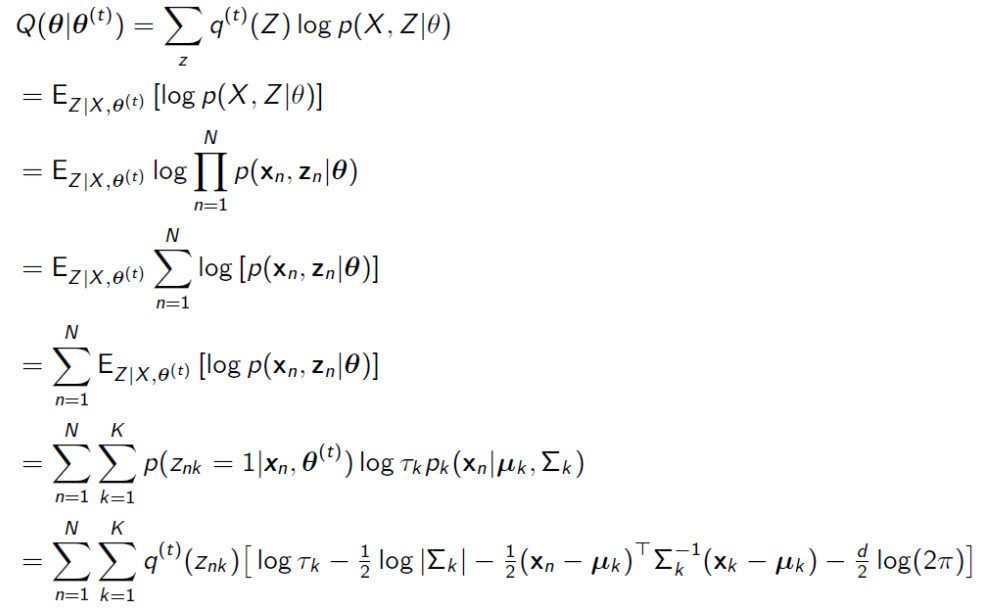 Q(θ|θ^(t)) = ∑_z q^(t)(Z) log p(X, Z|θ)
= E_{Z|X,θ^(t)} [log p(X, Z|θ)]
= E_{Z|X,θ^(t)} log ∏_{n=1}^{N} p(x_n, z_n|θ)
= E_{Z|X,θ^(t)} ∑_{n=1}^{N} log [p(x_n, z_n|θ)]
= ∑_{n=1}^{N} E_{Z|X,θ^(t)} [log p(x_n, z_n|θ)]
= ∑_{n=1}^{N} ∑_{k=1}^{K} p(z_{nk} = 1|x_n, θ^(t)) log τ_k p_k(x_n|μ_k, Σ_k)
= ∑_{n=1}^{N} ∑_{k=1}^{K} q^(t)(z_{nk}) [log τ_k − ½ log |Σ_k| − ½(x_n − μ_k)^⊤ Σ_k^{−1}(x_k − μ_k) − d/2 log(2π)]